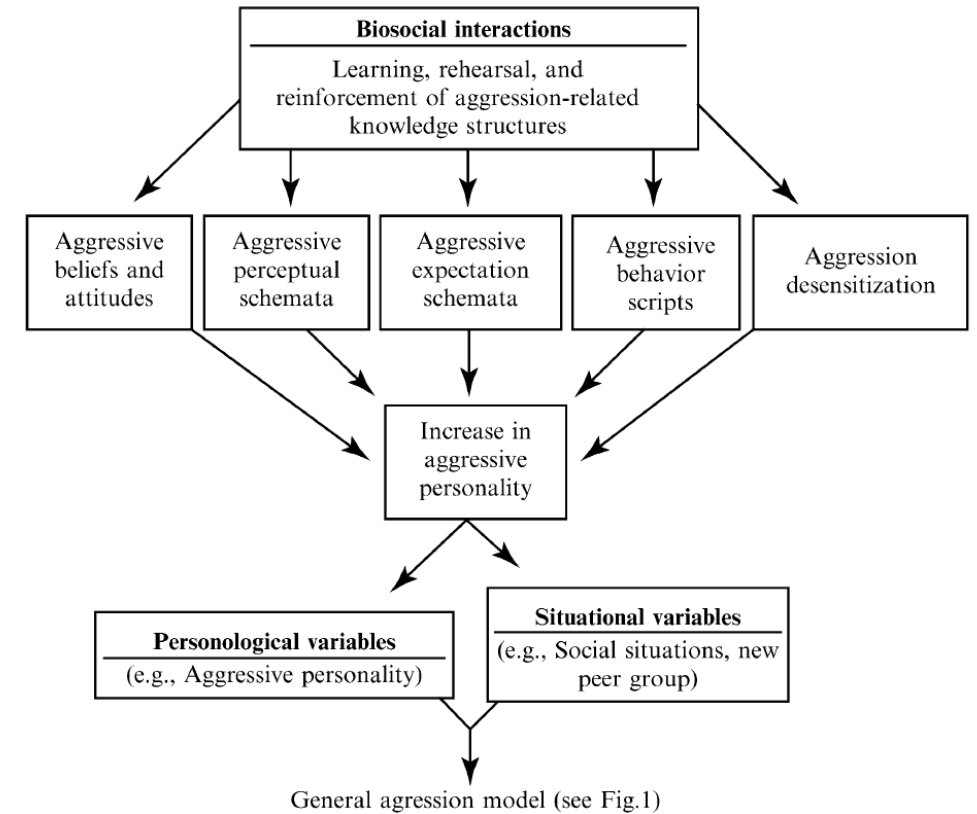 Biosocial interactions
Learning, rehearsal, and
reinforcement of aggression-related
knowledge structures
Aggressive
beliefs and
attitudes
Aggressive
perceptual
schemata
Aggressive
expectation
schemata
Aggressive
behavior
scripts
Aggression
desensitization
Increase in
aggressive
personality
Personological variables
(e.g., Aggressive personality)
Situational variables
(e.g., Social situations, new
peer group)
General agression model (see Fig.1)